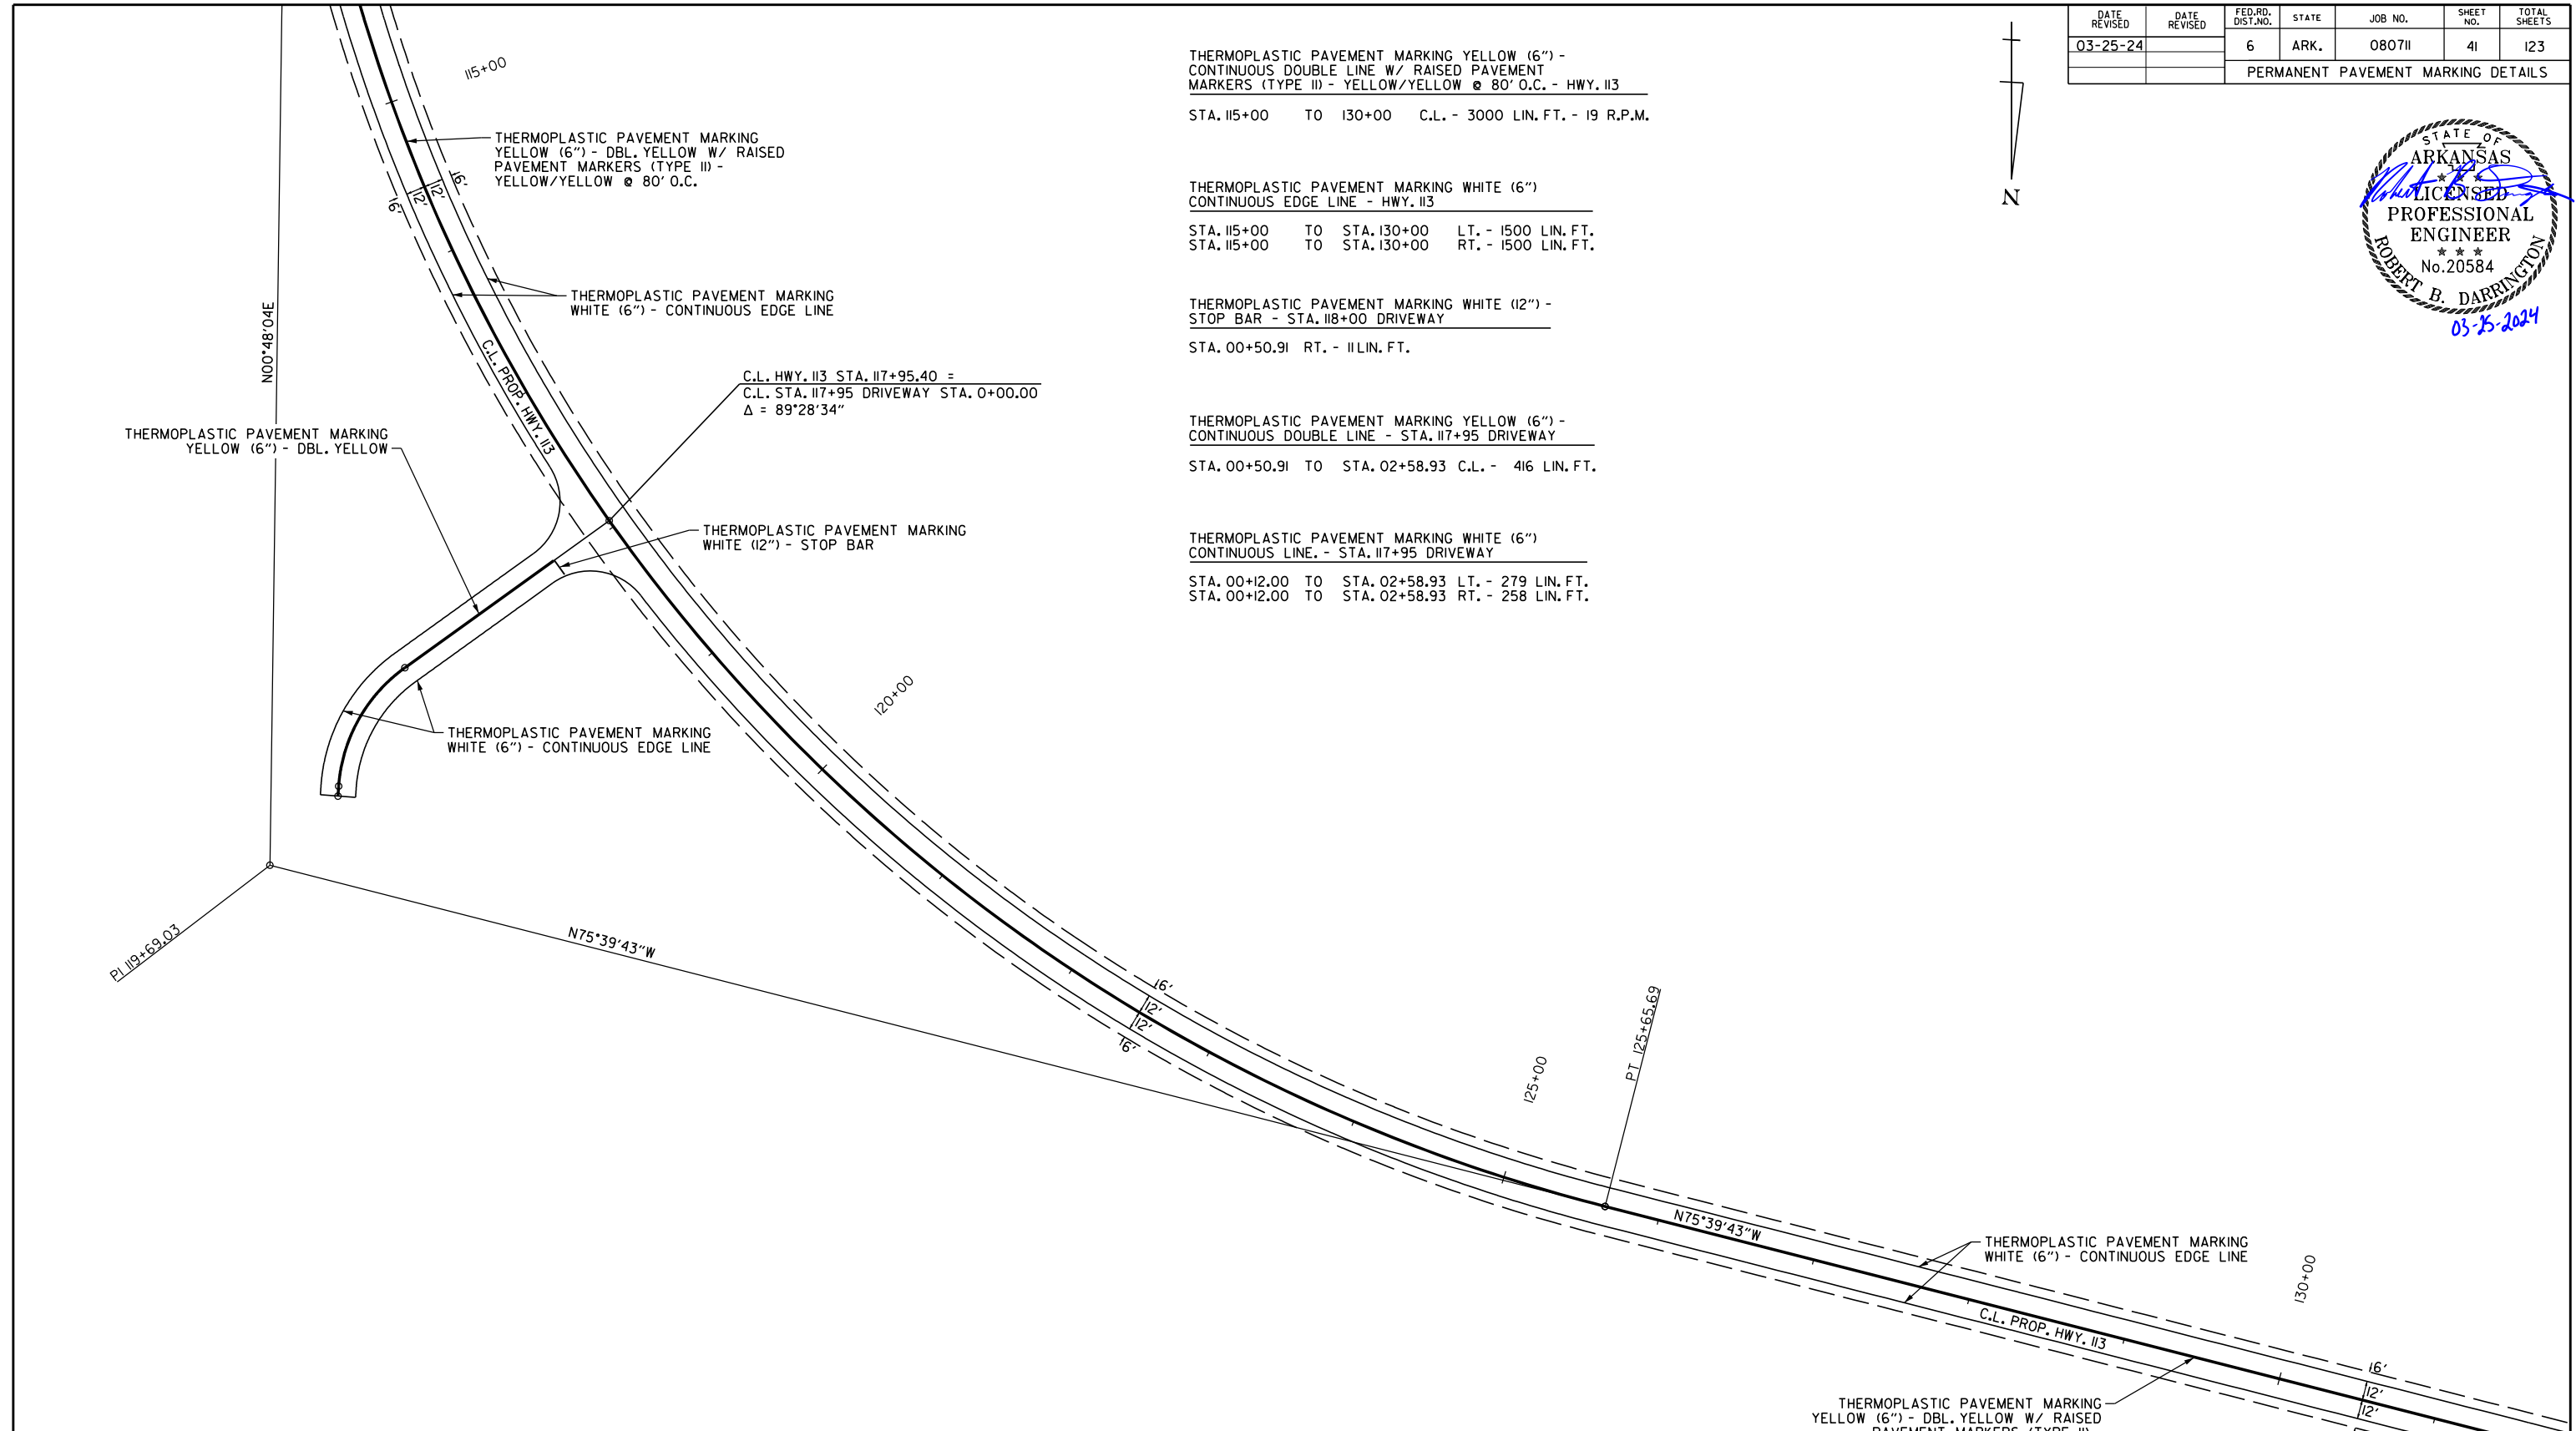 DATE REVISED
DATE REVISED
FED.RD. DIST.NO.
STATE
JOB NO.
SHEET NO.
TOTAL SHEETS
03-25-24
6
ARK.
080711
41
123
PERMANENT PAVEMENT MARKING DETAILS
STATE OF
ARKANSAS
LICENSED
PROFESSIONAL
ENGINEER
No.20584
ROBERT B. DARRINGTON
03-25-2024
N
THERMOPLASTIC PAVEMENT MARKING YELLOW (6") -
CONTINUOUS DOUBLE LINE W/ RAISED PAVEMENT
MARKERS (TYPE II) - YELLOW/YELLOW @ 80' O.C. - HWY. 113
STA. 115+00 TO 130+00 C.L. - 3000 LIN. FT. - 19 R.P.M.
THERMOPLASTIC PAVEMENT MARKING WHITE (6")
CONTINUOUS EDGE LINE - HWY. 113
STA. 115+00 TO STA. 130+00 LT. - 1500 LIN. FT.
STA. 115+00 TO STA. 130+00 RT. - 1500 LIN. FT.
THERMOPLASTIC PAVEMENT MARKING WHITE (12") -
STOP BAR - STA. 118+00 DRIVEWAY
STA. 00+50.91 RT. - 11 LIN. FT.
THERMOPLASTIC PAVEMENT MARKING YELLOW (6") -
CONTINUOUS DOUBLE LINE - STA. 117+95 DRIVEWAY
STA. 00+50.91 TO STA. 02+58.93 C.L. - 416 LIN. FT.
THERMOPLASTIC PAVEMENT MARKING WHITE (6")
CONTINUOUS LINE. - STA. 117+95 DRIVEWAY
STA. 00+12.00 TO STA. 02+58.93 LT. - 279 LIN. FT.
STA. 00+12.00 TO STA. 02+58.93 RT. - 258 LIN. FT.
115+00
THERMOPLASTIC PAVEMENT MARKING
YELLOW (6") - DBL. YELLOW W/ RAISED
PAVEMENT MARKERS (TYPE II) -
YELLOW/YELLOW @ 80' O.C.
16'
12'
12'
16'
THERMOPLASTIC PAVEMENT MARKING
WHITE (6") - CONTINUOUS EDGE LINE
N00°48'04E
C.L. PROP. HWY. 113
C.L. HWY. 113 STA. 117+95.40 =
C.L. STA. 117+95 DRIVEWAY STA. 0+00.00
Δ = 89°28'34"
THERMOPLASTIC PAVEMENT MARKING
YELLOW (6") - DBL. YELLOW
THERMOPLASTIC PAVEMENT MARKING
WHITE (12") - STOP BAR
120+00
THERMOPLASTIC PAVEMENT MARKING
WHITE (6") - CONTINUOUS EDGE LINE
PI 119+69.03
N75°39'43"W
16'
12'
12'
16'
125+00
PT 125+65.69
N75°39'43"W
THERMOPLASTIC PAVEMENT MARKING
WHITE (6") - CONTINUOUS EDGE LINE
130+00
C.L. PROP. HWY. 113
16'
12'
12'
THERMOPLASTIC PAVEMENT MARKING
YELLOW (6") - DBL. YELLOW W/ RAISED
PAVEMENT MARKERS (TYPE II)